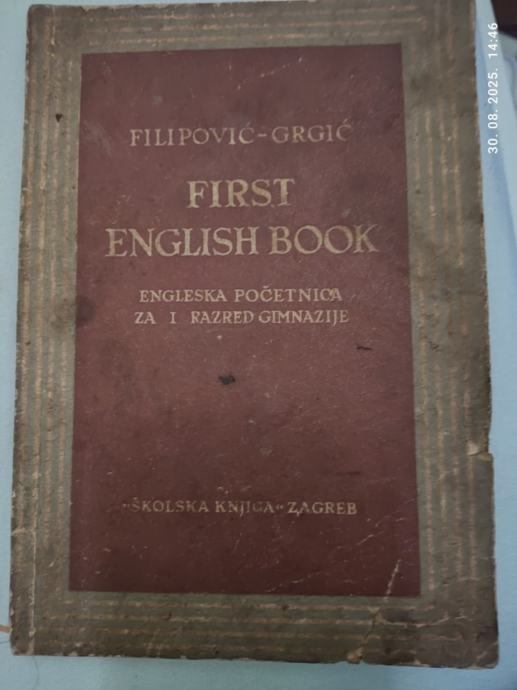 FILIPOVIĆ-GRGIĆ
FIRST
ENGLISH BOOK
ENGLESKA POČETNICA
ZA I RAZRED GIMNAZIJE
»ŠKOLSKA KNJIGA« ZAGREB
30. 08. 2025. 14:46